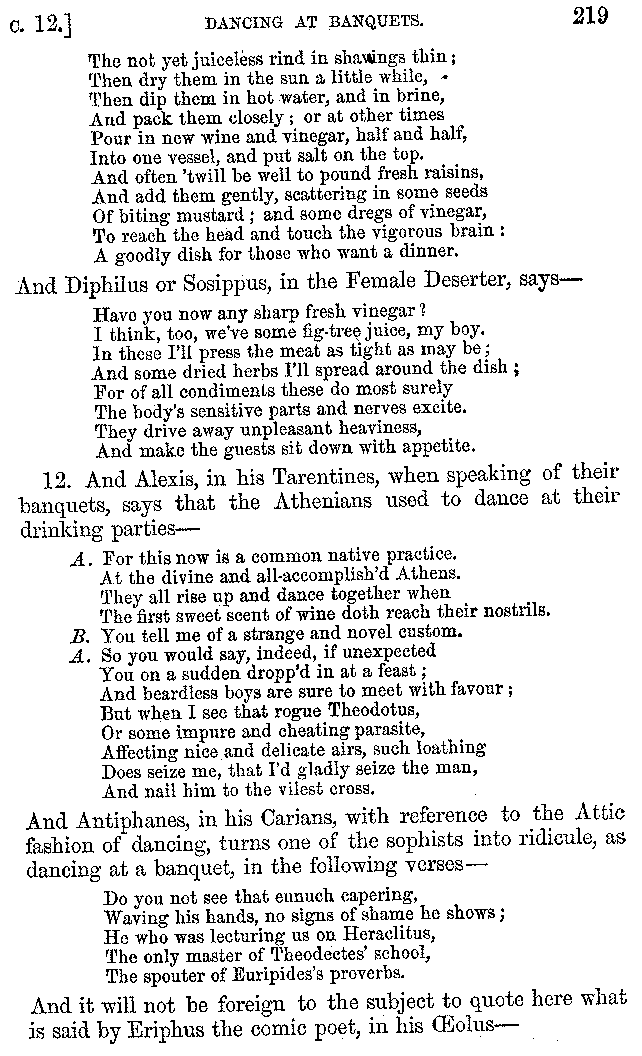 c. 12.] DANCING AT BANQUETS. 219
The not yet juiceless rind in shavings thin;
Then dry them in the sun a little while,
Then dip them in hot water, and in brine,
And pack them closely; or at other times
Pour in new wine and vinegar, half and half,
Into one vessel, and put salt on the top.
And often 'twill be well to pound fresh raisins,
And add them gently, scattering in some seeds
Of biting mustard; and some dregs of vinegar,
To reach the head and touch the vigorous brain:
A goodly dish for those who want a dinner.
And Diphilus or Sosippus, in the Female Deserter, says—
Have you now any sharp fresh vinegar?
I think, too, we've some fig-tree juice, my boy.
In these I'll press the meat as tight as may be;
And some dried herbs I'll spread around the dish;
For of all condiments these do most surely
The body's sensitive parts and nerves excite.
They drive away unpleasant heaviness,
And make the guests sit down with appetite.
12. And Alexis, in his Tarentines, when speaking of their
banquets, says that the Athenians used to dance at their
drinking parties—
A. For this now is a common native practice.
At the divine and all-accomplish'd Athens.
They all rise up and dance together when
The first sweet scent of wine doth reach their nostrils.
B. You tell me of a strange and novel custom.
A. So you would say, indeed, if unexpected
You on a sudden dropp'd in at a feast;
And beardless boys are sure to meet with favour;
But when I see that rogue Theodotus,
Or some impure and cheating parasite,
Affecting nice and delicate airs, such loathing
Does seize me, that I'd gladly seize the man,
And nail him to the vilest cross.
And Antiphanes, in his Carians, with reference to the Attic
fashion of dancing, turns one of the sophists into ridicule, as
dancing at a banquet, in the following verses—
Do you not see that eunuch capering,
Waving his hands, no signs of shame he shows;
He who was lecturing us on Heraclitus,
The only master of Theodectes' school,
The spouter of Euripides's proverbs.
And it will not be foreign to the subject to quote here what
is said by Eriphus the comic poet, in his Œolus—